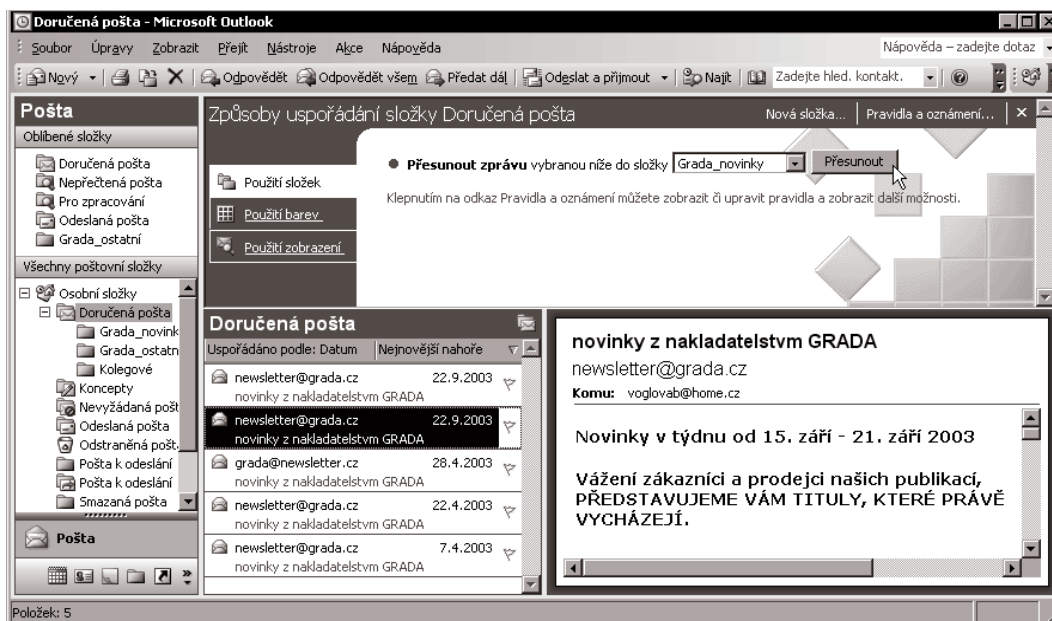 Doručená pošta - Microsoft Outlook
Soubor Úpravy Zobrazit Přejít Nástroje Akce Nápověda Nápověda – zadejte dotaz
Nový Odpovědět Odpovědět všem Předat dál Odeslat a přijmout Najít Zadejte hled. kontakt.
Pošta
Oblíbené složky
Doručená pošta
Nepřečtená pošta
Pro zpracování
Odeslaná pošta
Grada_ostatní
Všechny poštovní složky
Osobní složky
Doručená pošta
Grada_novink
Grada_ostatn
Kolegové
Koncepty
Nevyžádaná pošt
Odeslaná pošta
Odstraněná pošt
Pošta k odeslání
Pošta k odeslání
Smazaná pošta
Pošta
Způsoby uspořádání složky Doručená pošta Nová složka... Pravidla a oznámení...
Použití složek
Použití barev
Použití zobrazení
Přesunout zprávu vybranou níže do složky Grada_novinky Přesunout
Klepnutím na odkaz Pravidla a oznámení můžete zobrazit či upravit pravidla a zobrazit další možnosti.
Doručená pošta
Uspořádáno podle: Datum Nejnovější nahoře
newsletter@grada.cz 22.9.2003
novinky z nakladatelstvm GRADA
newsletter@grada.cz 22.9.2003
novinky z nakladatelstvm GRADA
grada@newsletter.cz 28.4.2003
novinky z nakladatelstvm GRADA
newsletter@grada.cz 22.4.2003
novinky z nakladatelstvm GRADA
newsletter@grada.cz 7.4.2003
novinky z nakladatelstvm GRADA
novinky z nakladatelstvm GRADA
newsletter@grada.cz
Komu: voglovab@home.cz
Novinky v týdnu od 15. září - 21. září 2003
Vážení zákazníci a prodejci našich publikací,
PŘEDSTAVUJEME VÁM TITULY, KTERÉ PRÁVĚ
VYCHÁZEJÍ.
Položek: 5